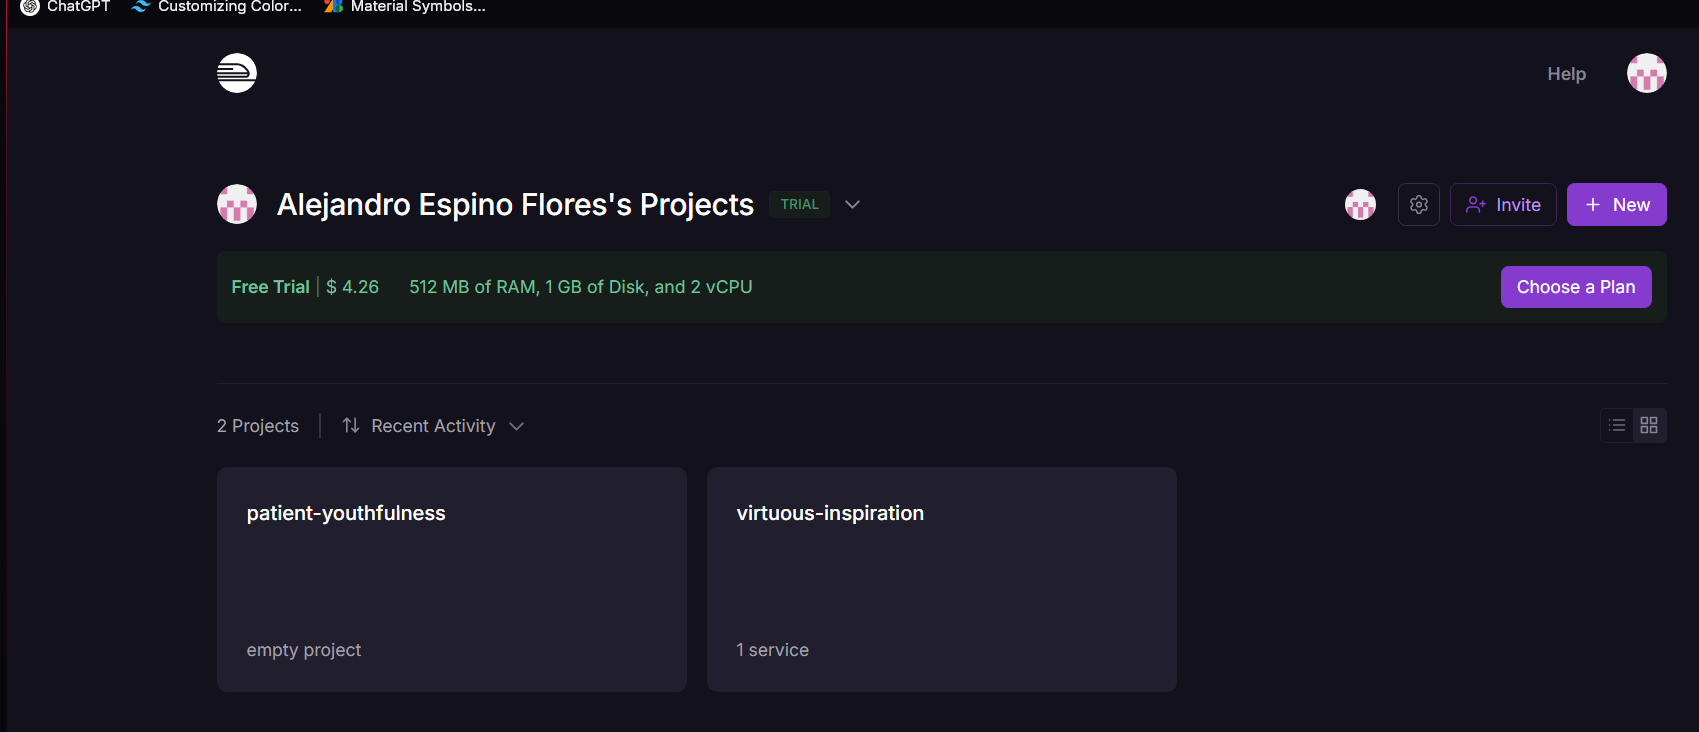 ChatGPT Customizing Color... Material Symbols...
Help
Alejandro Espino Flores's Projects TRIAL Invite + New
Free Trial | $ 4.26 512 MB of RAM, 1 GB of Disk, and 2 vCPU Choose a Plan
2 Projects Recent Activity
patient-youthfulness virtuous-inspiration
empty project 1 service